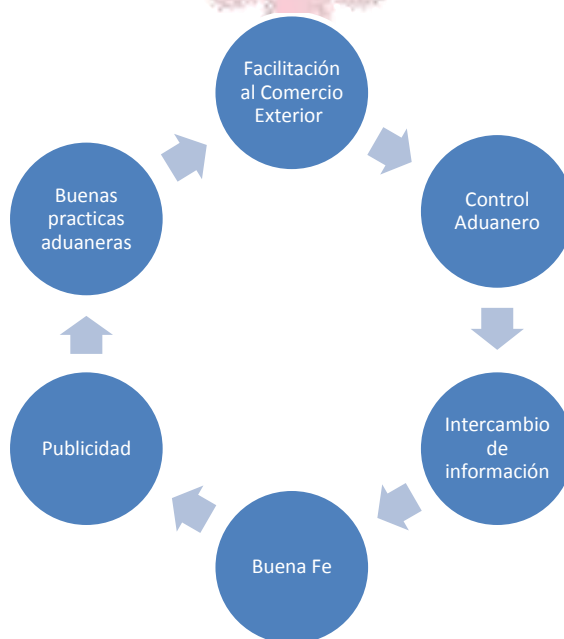 Facilitación
al Comercio
Exterior
Control
Aduanero
Intercambio
de
información
Buena Fe
Publicidad
Buenas
practicas
aduaneras